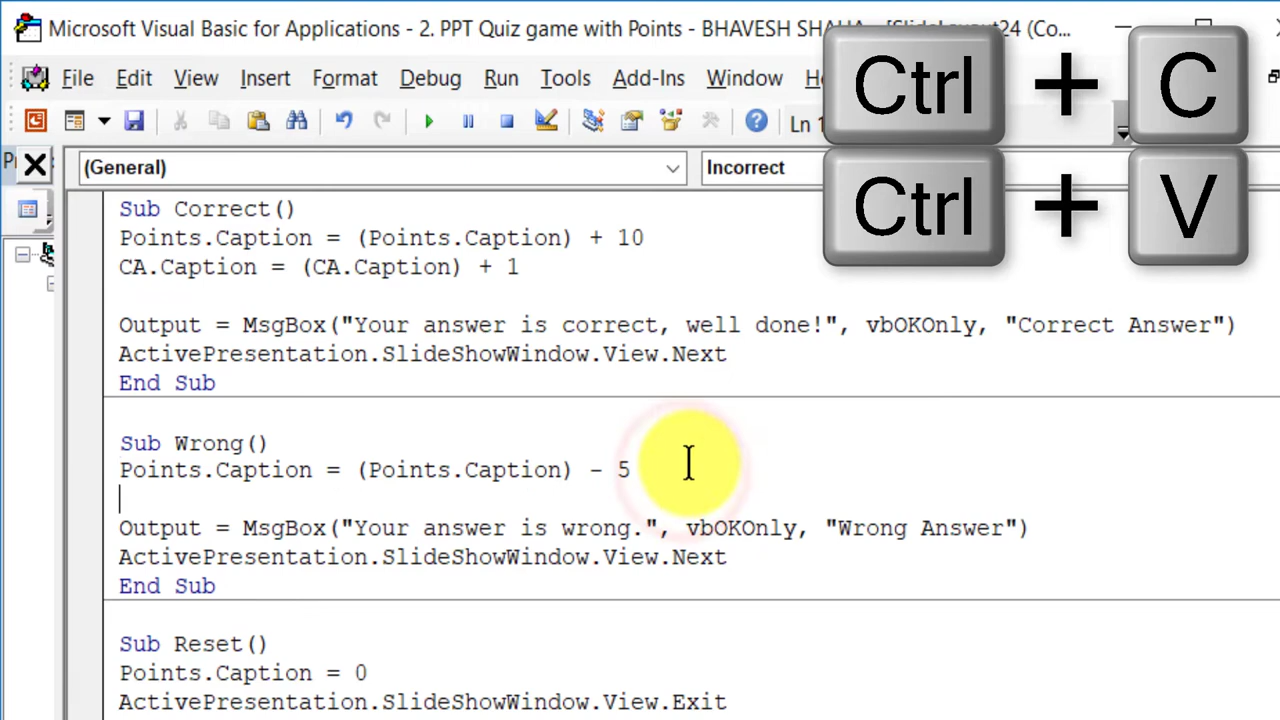 Microsoft Visual Basic for Applications - 2. PPT Quiz game with Points - BHAVESH SHAHA - [SlideLayout24 (Co...
File Edit View Insert Format Debug Run Tools Add-Ins Window
Ctrl + C
Ln 1
Ctrl + V
(General) Incorrect
Sub Correct()
Points.Caption = (Points.Caption) + 10
CA.Caption = (CA.Caption) + 1
Output = MsgBox("Your answer is correct, well done!", vbOKOnly, "Correct Answer")
ActivePresentation.SlideShowWindow.View.Next
End Sub
Sub Wrong()
Points.Caption = (Points.Caption) - 5
Output = MsgBox("Your answer is wrong.", vbOKOnly, "Wrong Answer")
ActivePresentation.SlideShowWindow.View.Next
End Sub
Sub Reset()
Points.Caption = 0
ActivePresentation.SlideShowWindow.View.Exit